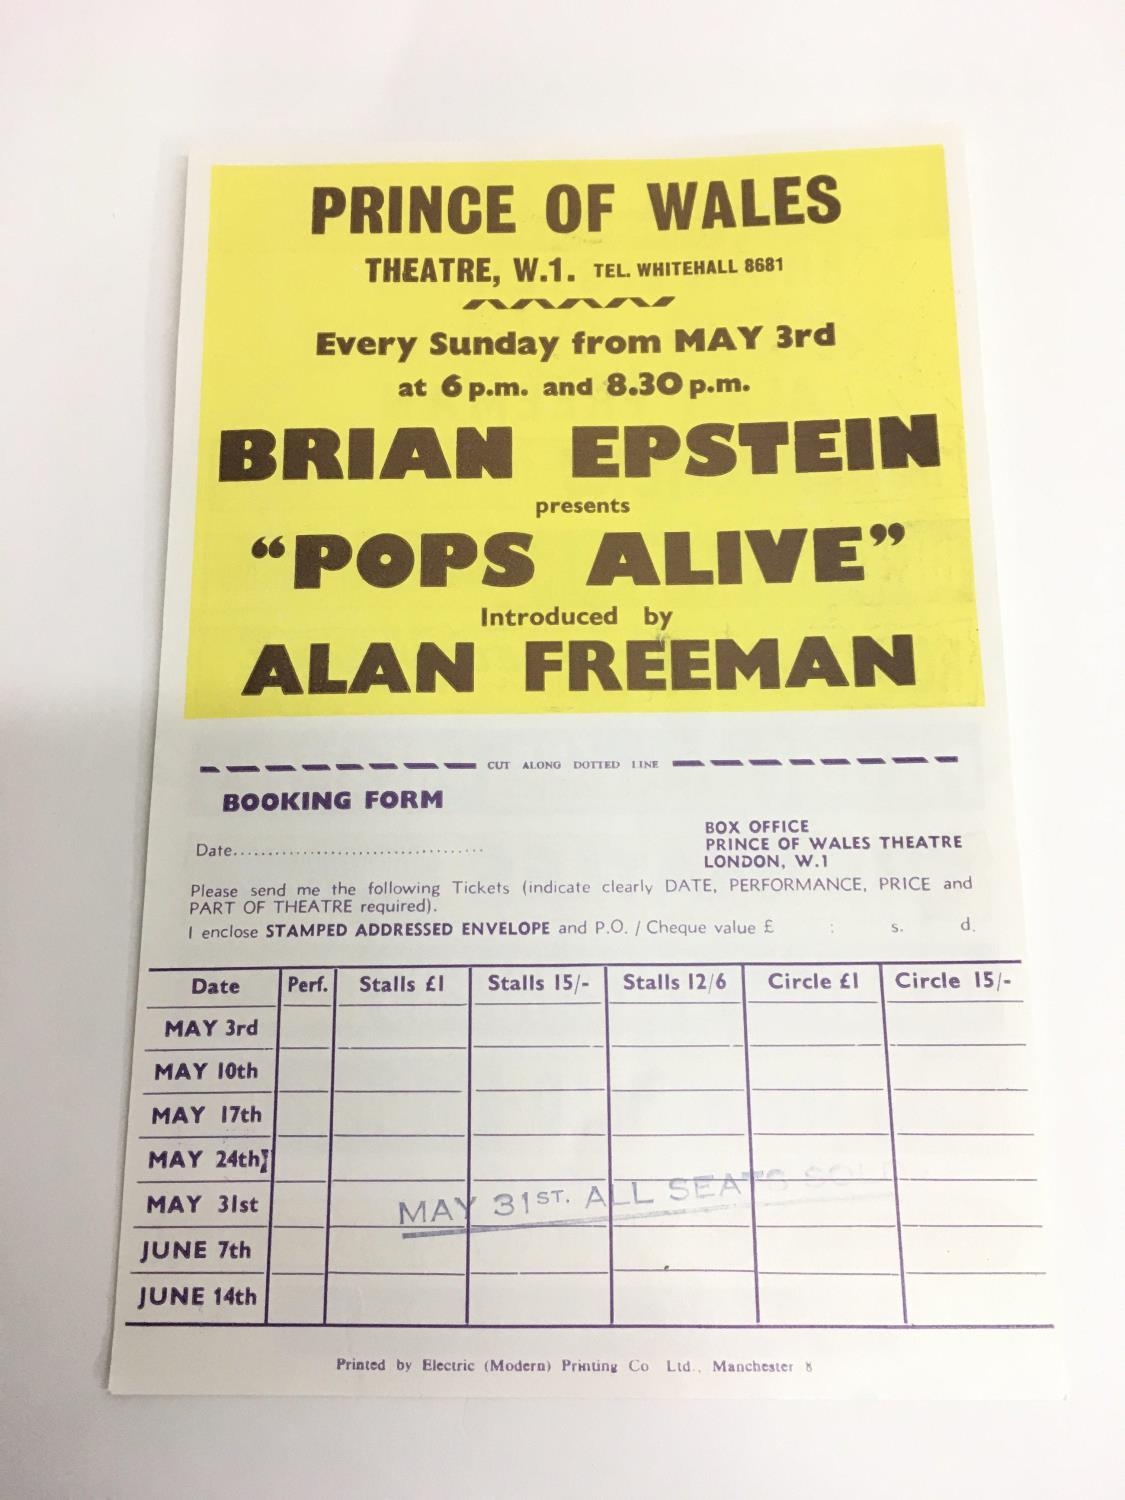 PRINCE OF WALES
THEATRE, W.1. TEL. WHITEHALL 8681
Every Sunday from MAY 3rd
at 6 p.m. and 8.30 p.m.
BRIAN EPSTEIN
presents
"POPS ALIVE"
Introduced by
ALAN FREEMAN
CUT ALONG DOTTED LINE
BOOKING FORM
BOX OFFICE
PRINCE OF WALES THEATRE
LONDON, W.1
Date....................................
Please send me the following Tickets (indicate clearly DATE, PERFORMANCE, PRICE and
PART OF THEATRE required).
I enclose STAMPED ADDRESSED ENVELOPE and P.O. / Cheque value £ : s. d.
Date Perf. Stalls £1 Stalls 15/- Stalls 12/6 Circle £1 Circle 15/-
MAY 3rd
MAY 10th
MAY 17th
MAY 24th
MAY 31st
MAY 31ST. ALL SEATS SOLD
JUNE 7th
JUNE 14th
Printed by Electric (Modern) Printing Co Ltd., Manchester 8